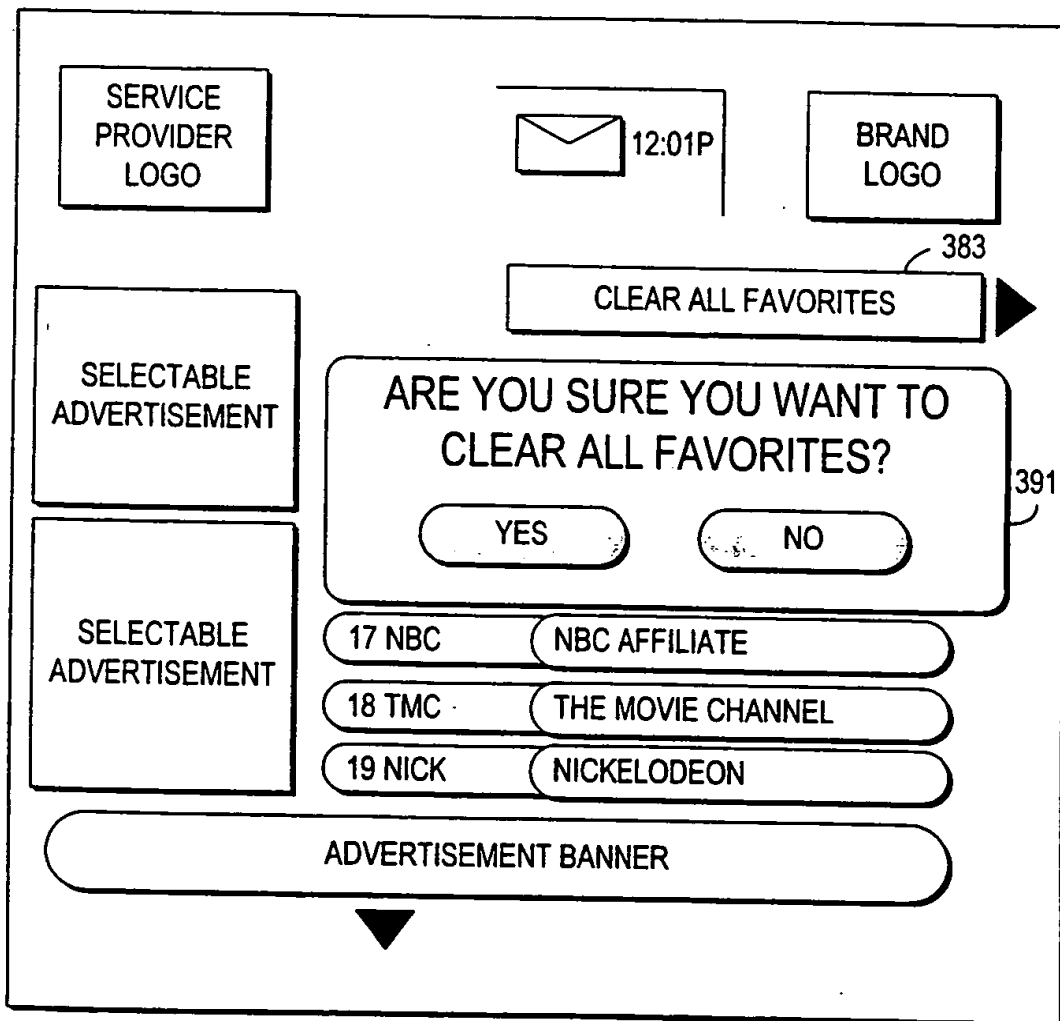 SERVICE
PROVIDER
LOGO
12:01P
BRAND
LOGO
383
CLEAR ALL FAVORITES
SELECTABLE
ADVERTISEMENT
ARE YOU SURE YOU WANT TO
CLEAR ALL FAVORITES?
391
YES
NO
SELECTABLE
ADVERTISEMENT
17 NBC
NBC AFFILIATE
18 TMC
THE MOVIE CHANNEL
19 NICK
NICKELODEON
ADVERTISEMENT BANNER